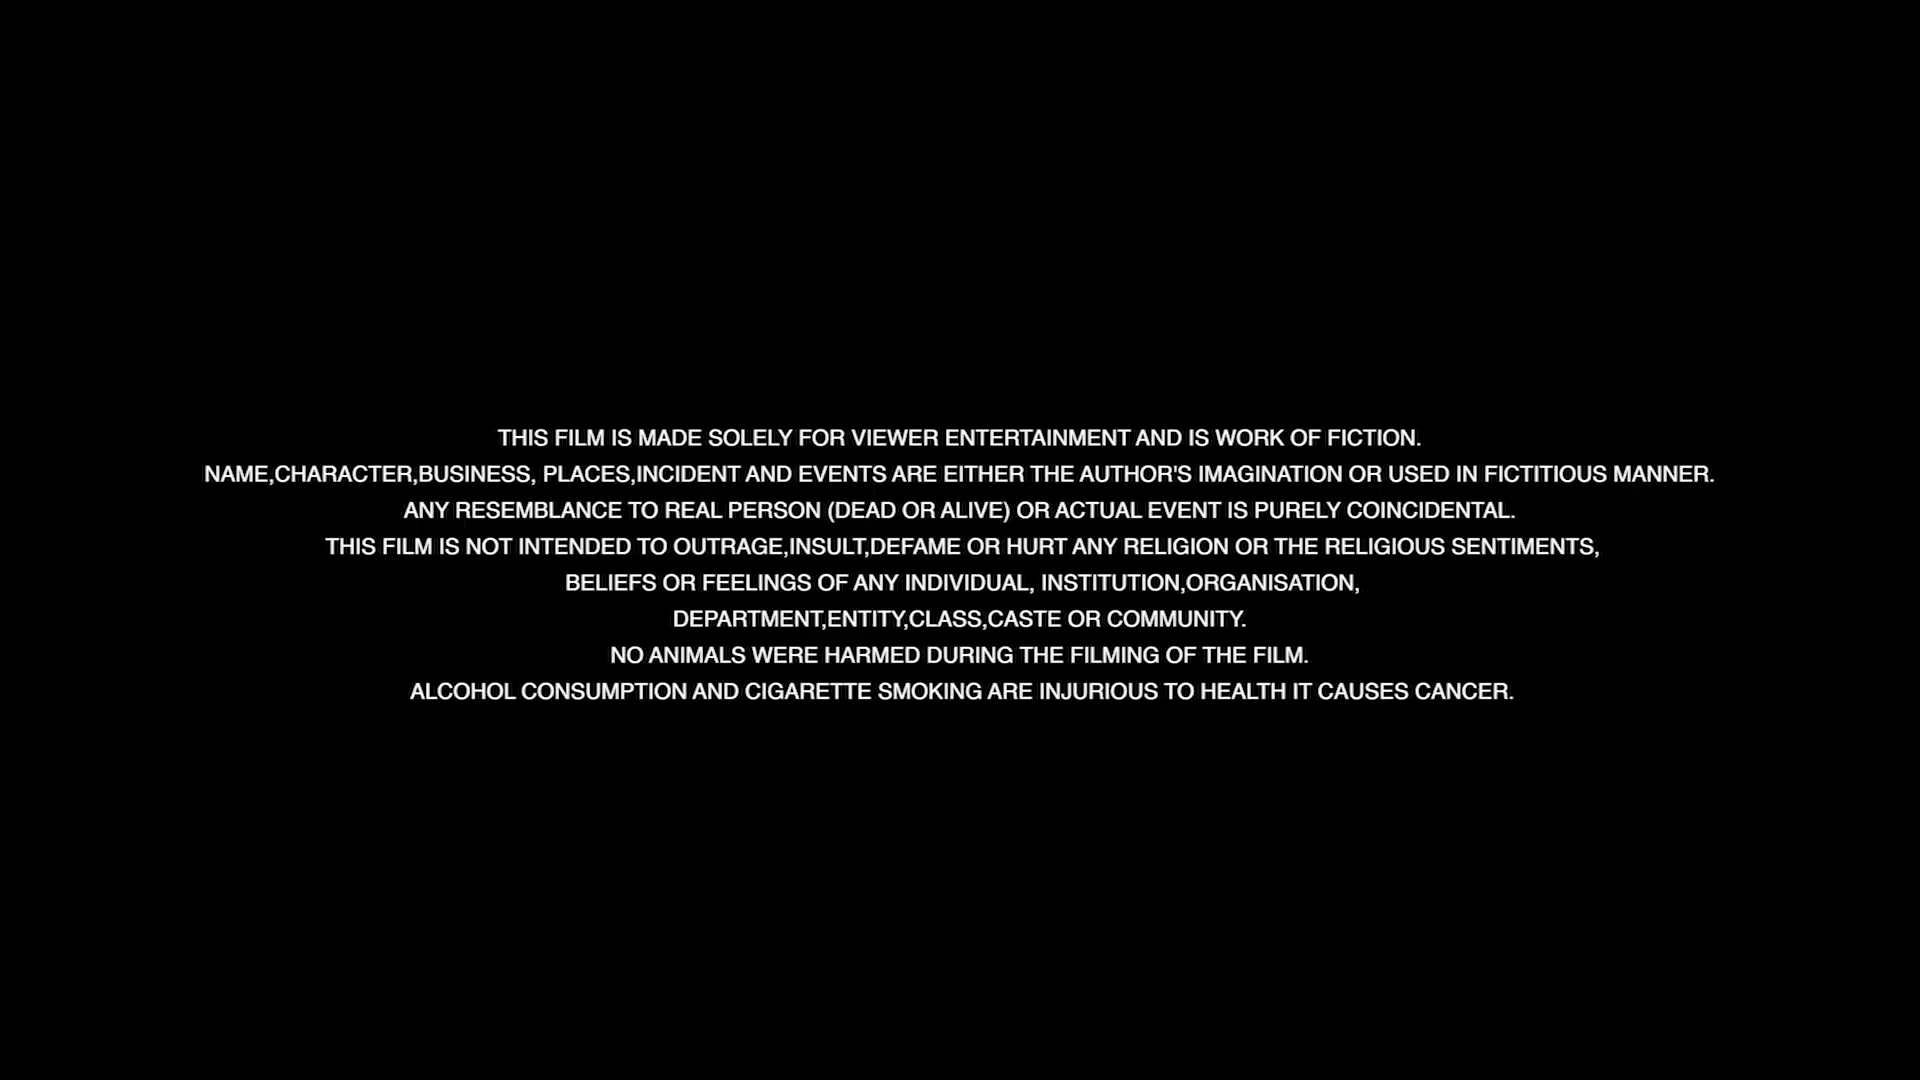 THIS FILM IS MADE SOLELY FOR VIEWER ENTERTAINMENT AND IS WORK OF FICTION.
NAME,CHARACTER,BUSINESS, PLACES,INCIDENT AND EVENTS ARE EITHER THE AUTHOR'S IMAGINATION OR USED IN FICTITIOUS MANNER.
ANY RESEMBLANCE TO REAL PERSON (DEAD OR ALIVE) OR ACTUAL EVENT IS PURELY COINCIDENTAL.
THIS FILM IS NOT INTENDED TO OUTRAGE,INSULT,DEFAME OR HURT ANY RELIGION OR THE RELIGIOUS SENTIMENTS,
BELIEFS OR FEELINGS OF ANY INDIVIDUAL, INSTITUTION,ORGANISATION,
DEPARTMENT,ENTITY,CLASS,CASTE OR COMMUNITY.
NO ANIMALS WERE HARMED DURING THE FILMING OF THE FILM.
ALCOHOL CONSUMPTION AND CIGARETTE SMOKING ARE INJURIOUS TO HEALTH IT CAUSES CANCER.